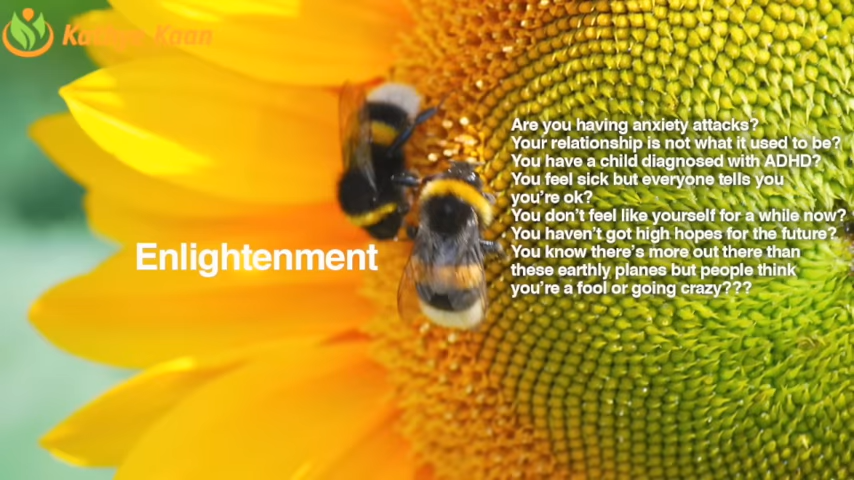 Kathye Kaan
Enlightenment
Are you having anxiety attacks?
Your relationship is not what it used to be?
You have a child diagnosed with ADHD?
You feel sick but everyone tells you
you're ok?
You don't feel like yourself for a while now?
You haven't got high hopes for the future?
You know there's more out there than
these earthly planes but people think
you're a fool or going crazy???